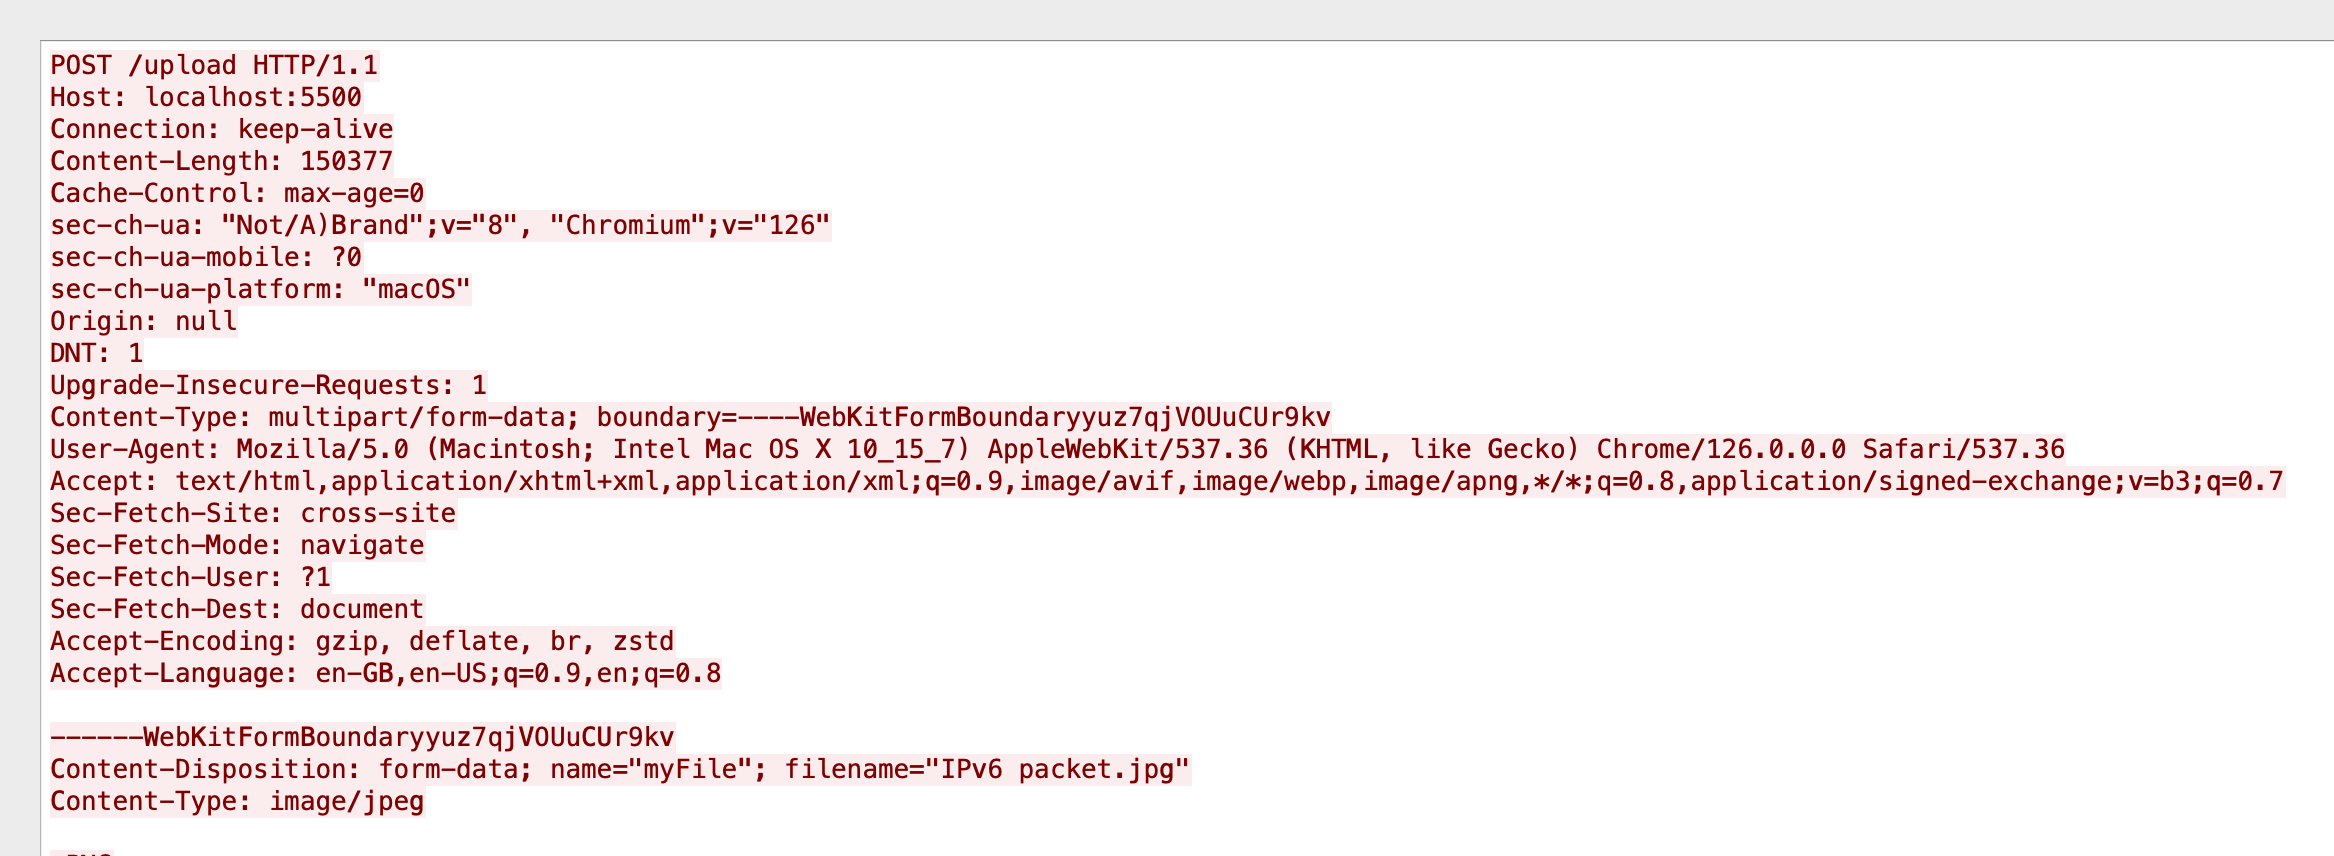 POST /upload HTTP/1.1
Host: localhost:5500
Connection: keep-alive
Content-Length: 150377
Cache-Control: max-age=0
sec-ch-ua: "Not/A)Brand";v="8", "Chromium";v="126"
sec-ch-ua-mobile: ?0
sec-ch-ua-platform: "macOS"
Origin: null
DNT: 1
Upgrade-Insecure-Requests: 1
Content-Type: multipart/form-data; boundary=----WebKitFormBoundaryyuz7qjVOUuCUr9kv
User-Agent: Mozilla/5.0 (Macintosh; Intel Mac OS X 10_15_7) AppleWebKit/537.36 (KHTML, like Gecko) Chrome/126.0.0.0 Safari/537.36
Accept: text/html,application/xhtml+xml,application/xml;q=0.9,image/avif,image/webp,image/apng,*/*;q=0.8,application/signed-exchange;v=b3;q=0.7
Sec-Fetch-Site: cross-site
Sec-Fetch-Mode: navigate
Sec-Fetch-User: ?1
Sec-Fetch-Dest: document
Accept-Encoding: gzip, deflate, br, zstd
Accept-Language: en-GB,en-US;q=0.9,en;q=0.8
------WebKitFormBoundaryyuz7qjVOUuCUr9kv
Content-Disposition: form-data; name="myFile"; filename="IPv6 packet.jpg"
Content-Type: image/jpeg